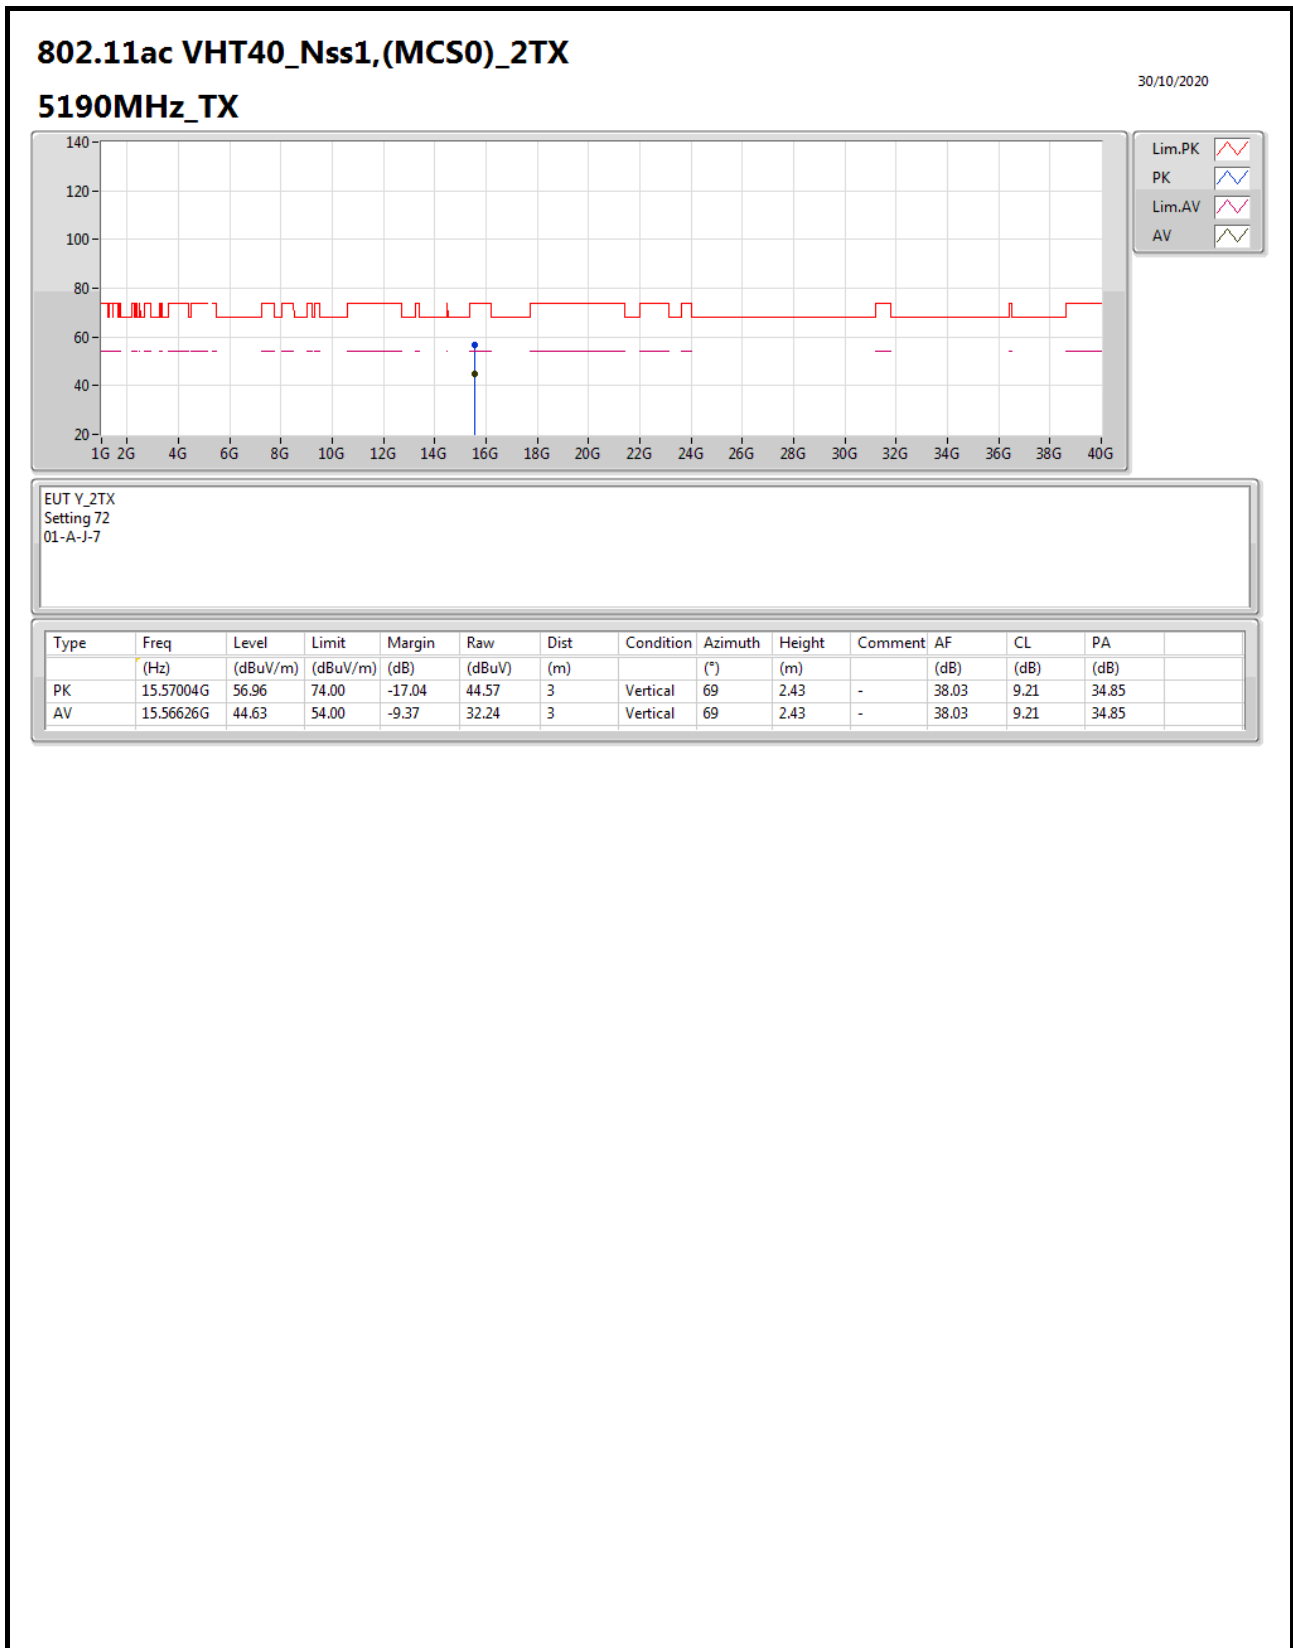 802.11ac VHT40_Nss1,(MCS0)_2TX
30/10/2020
5190MHz_TX
140
120
100
80
60
40
20
1G 2G 4G 6G 8G 10G 12G 14G 16G 18G 20G 22G 24G 26G 28G 30G 32G 34G 36G 38G 40G
Lim.PK
PK
Lim.AV
AV
EUT Y_2TX
Setting 72
01-A-J-7
Type Freq Level Limit Margin Raw Dist Condition Azimuth Height Comment AF CL PA
(Hz) (dBuV/m) (dBuV/m) (dB) (dBuV) (m) (°) (m) (dB) (dB) (dB)
PK 15.57004G 56.96 74.00 -17.04 44.57 3 Vertical 69 2.43 - 38.03 9.21 34.85
AV 15.56626G 44.63 54.00 -9.37 32.24 3 Vertical 69 2.43 - 38.03 9.21 34.85